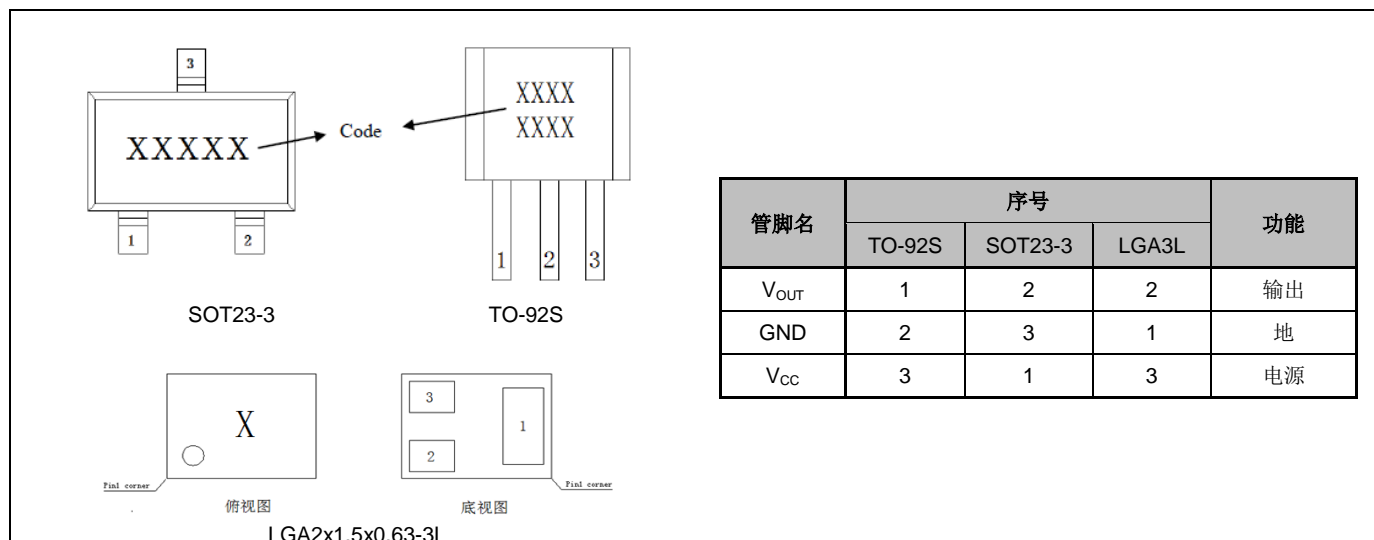 3
XXXXX
1
2
SOT23-3
Code
XXXX
XXXX
1 2 3
TO-92S
X
Pin1 corner
俯视图
3
2
1
Pin1 corner
底视图
LGA2x1.5x0.63-3L
管脚名 序号 功能
TO-92S SOT23-3 LGA3L
VOUT 1 2 2 输出
GND 2 3 1 地
VCC 3 1 3 电源